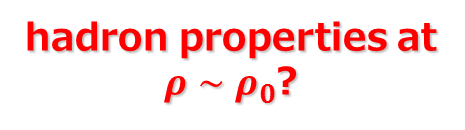 hadron properties at
ρ ~ ρ₀?